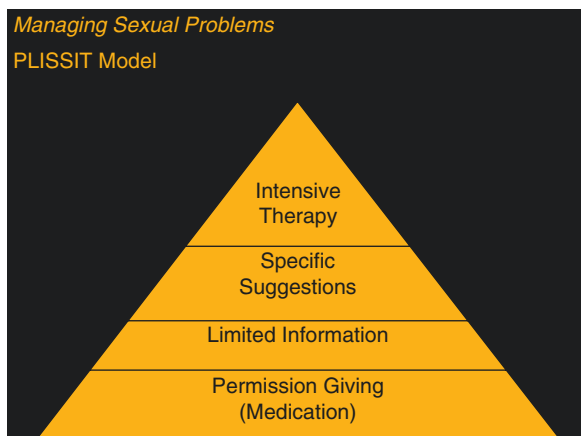 Managing Sexual Problems
PLISSIT Model
Intensive
Therapy
Specific
Suggestions
Limited Information
Permission Giving
(Medication)